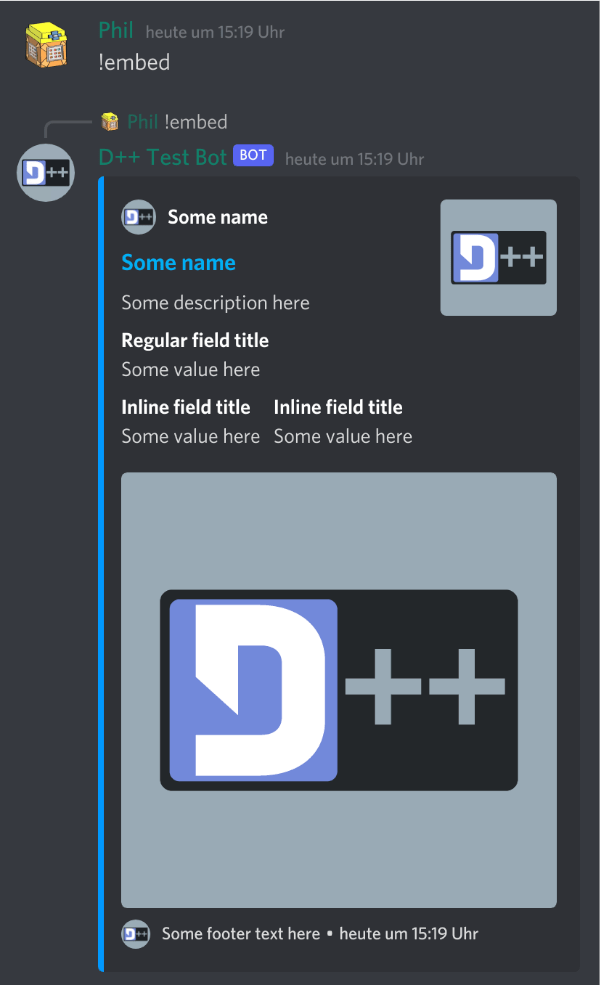 Phil heute um 15:19 Uhr
!embed
Phil !embed
D++ Test Bot BOT heute um 15:19 Uhr
D++
D++ Some name
D++
Some name
Some description here
Regular field title
Some value here
Inline field title Inline field title
Some value here Some value here
D++
D++ Some footer text here • heute um 15:19 Uhr